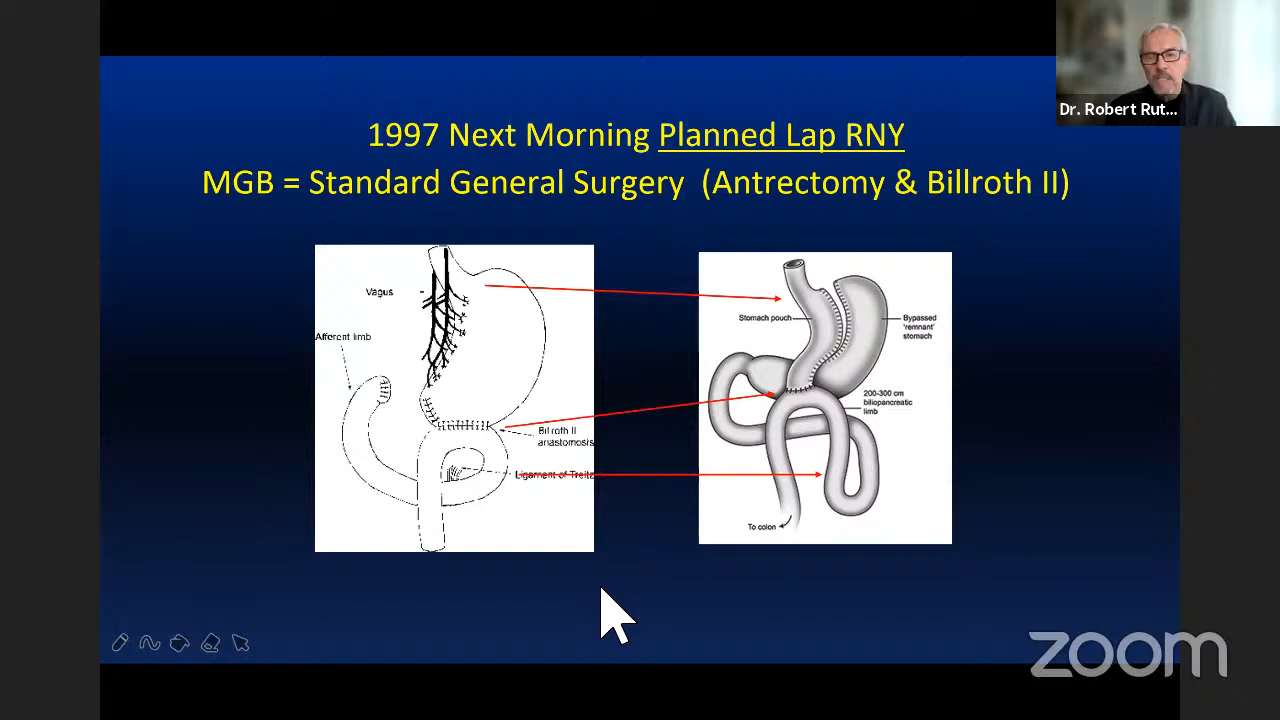 1997 Next Morning Planned Lap RNY
MGB = Standard General Surgery (Antrectomy & Billroth II)
Dr. Robert Rut...
Vagus
Afferent limb
Billroth II
anastomosis
Ligament of Treitz
Stomach pouch
Bypassed
'remnant'
stomach
200-300 cm
biliopancreatic
limb
To colon
zoom